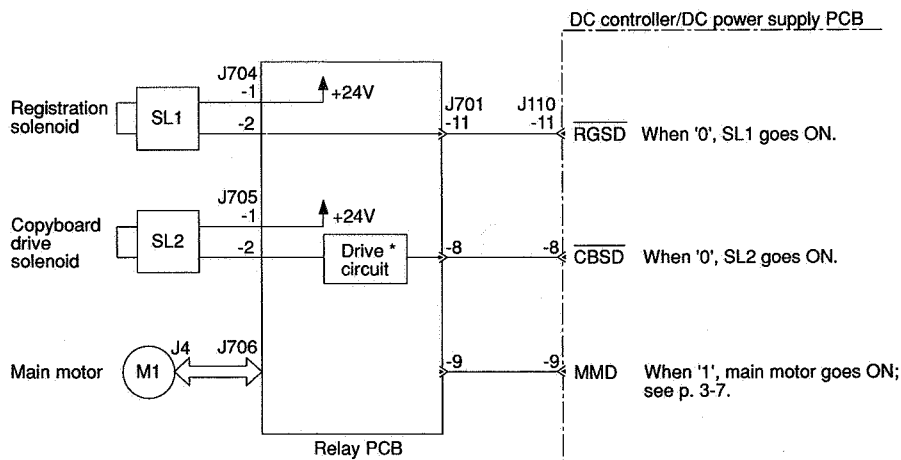 DC controller/DC power supply PCB
J704
-1
+24V
J701
J110
Registration
solenoid
SL1
-2
-11
-11
RGSD When '0', SL1 goes ON.
J705
-1
+24V
Copyboard
drive
solenoid
SL2
-2
Drive *
circuit
-8
-8
CBSD When '0', SL2 goes ON.
J4
J706
Main motor
M1
-9
-9
MMD When '1', main motor goes ON;
see p. 3-7.
Relay PCB